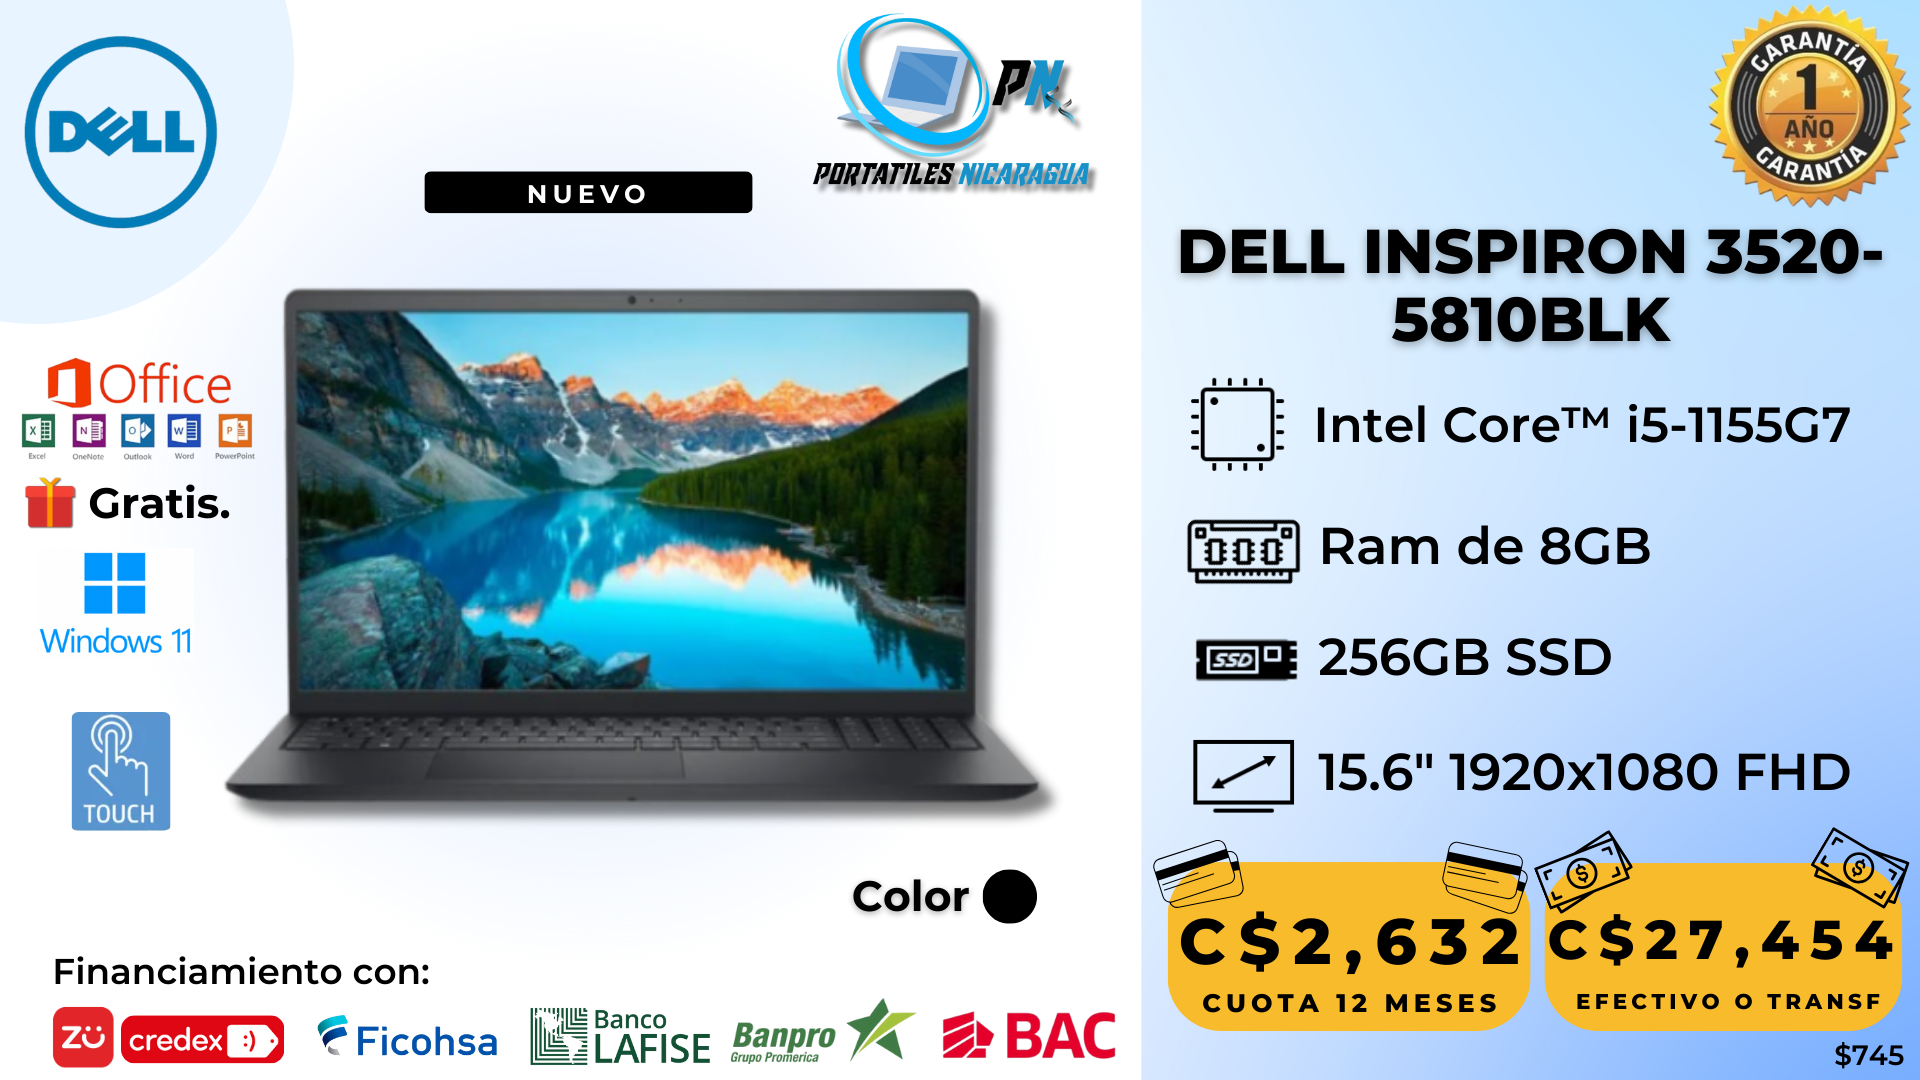 DELL
NUEVO
PN
PORTATILES NICARAGUA
GARANTÍA
1
AÑO
GARANTÍA
DELL INSPIRON 3520-
5810BLK
Intel Core™ i5-1155G7
Ram de 8GB
SSD
256GB SSD
15.6" 1920x1080 FHD
Office
X N O W P
Excel OneNote Outlook Word PowerPoint
Gratis.
Windows 11
TOUCH
Color
Financiamiento con:
zü
credex :)
Ficohsa
Banco
LAFISE
Banpro
Grupo Promerica
BAC
C$2,632
CUOTA 12 MESES
C$27,454
EFECTIVO O TRANSF
$745